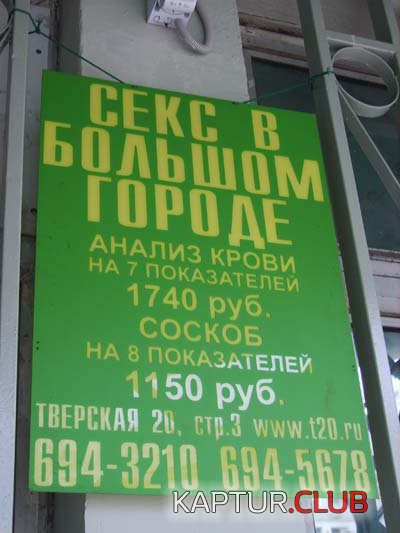 СЕКС В
БОЛЬШОМ
ГОРОДЕ
АНАЛИЗ КРОВИ
НА 7 ПОКАЗАТЕЛЕЙ
1740 руб.
СОСКОБ
НА 8 ПОКАЗАТЕЛЕЙ
1150 руб.
ТВЕРСКАЯ 20, стр.3 www.t20.ru
694-3210 694-5678
KAPTUR.CLUB